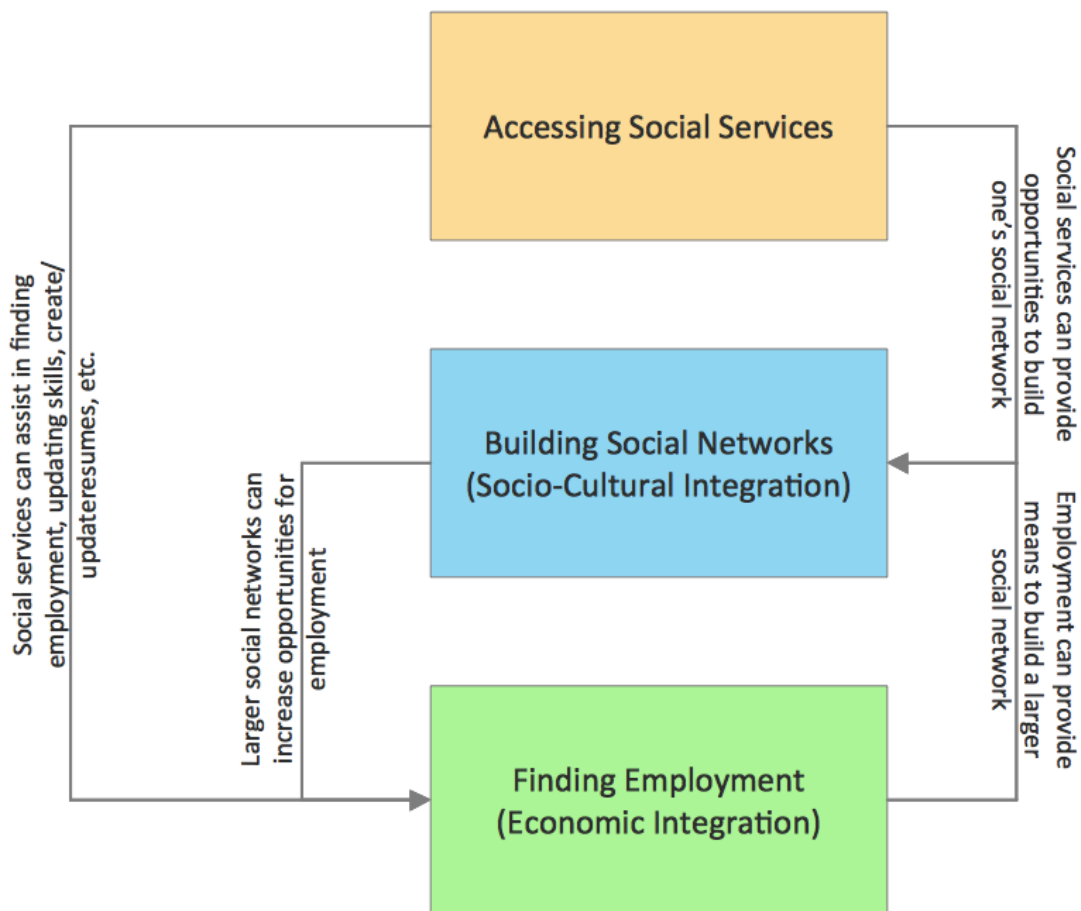 Accessing Social Services
Social services can provide
opportunities to build
one's social network
Building Social Networks
(Socio-Cultural Integration)
Social services can assist in finding
employment, updating skills, create/
updateresumes, etc.
Larger social networks can
increase opportunities for
employment
Employment can provide
means to build a larger
social network
Finding Employment
(Economic Integration)